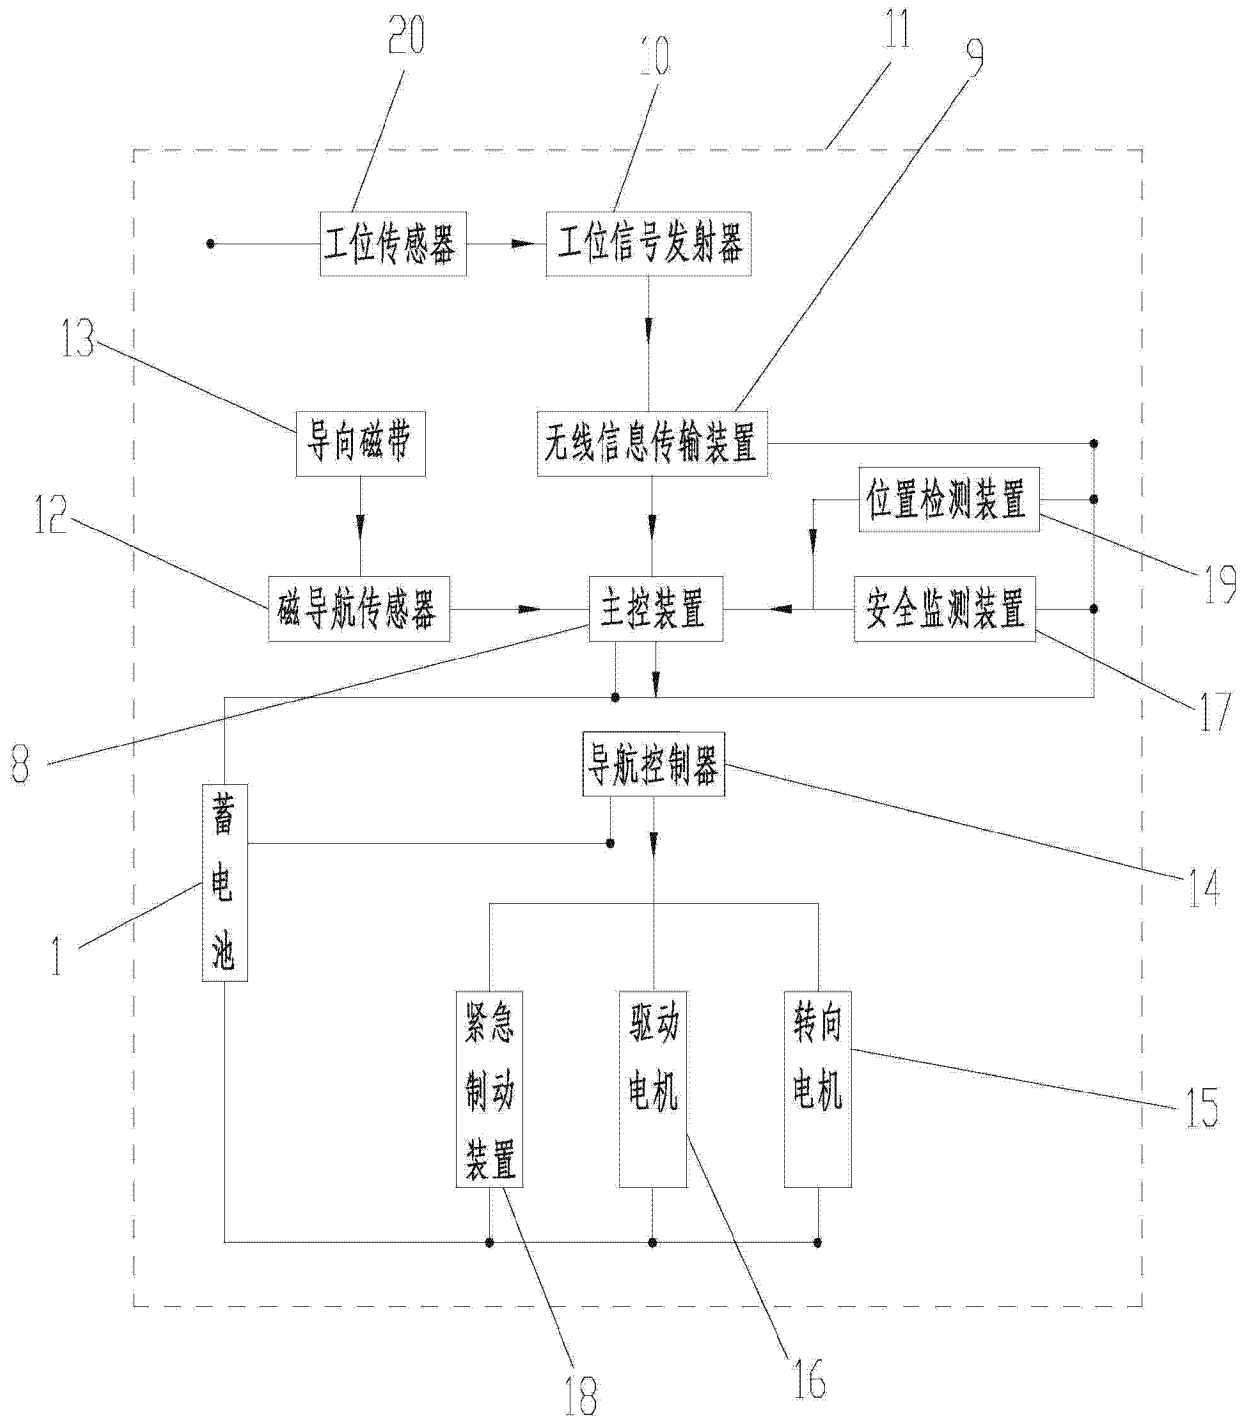 20
10
11
9
工位传感器
工位信号发射器
13
导向磁带
无线信息传输装置
位置检测装置
12
19
磁导航传感器
主控装置
安全监测装置
17
8
导航控制器
蓄
电
池
14
1
紧急
制动
装置
驱动
电机
转向
电机
15
16
18